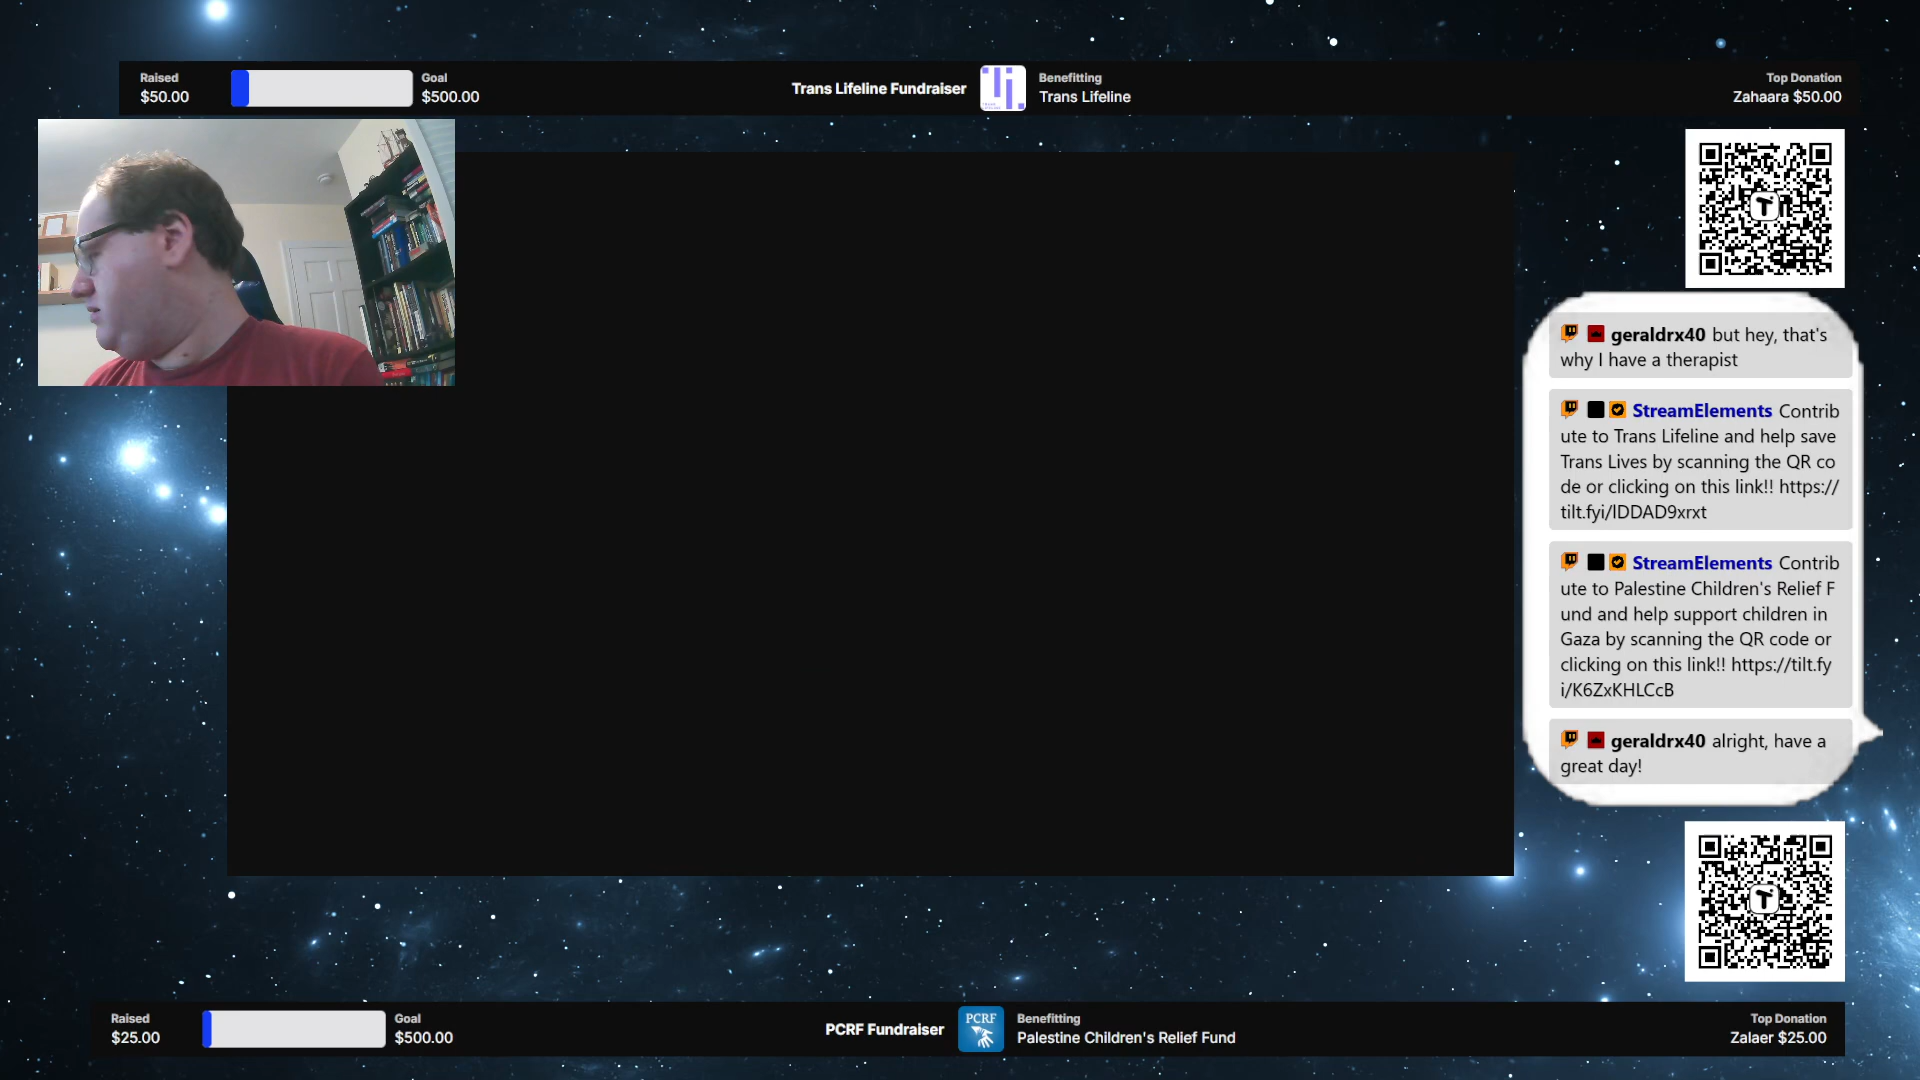 Raised
$50.00
Goal
$500.00
Trans Lifeline Fundraiser
Benefitting
Trans Lifeline
Top Donation
Zahaara $50.00
geraldrx40 but hey, that's
why I have a therapist
StreamElements Contrib
ute to Trans Lifeline and help save
Trans Lives by scanning the QR co
de or clicking on this link!! https://
tilt.fyi/lDDAD9xrxt
StreamElements Contrib
ute to Palestine Children's Relief F
und and help support children in
Gaza by scanning the QR code or
clicking on this link!! https://tilt.fy
i/K6ZxKHLCcB
geraldrx40 alright, have a
great day!
Raised
$25.00
Goal
$500.00
PCRF Fundraiser
PCRF
Benefitting
Palestine Children's Relief Fund
Top Donation
Zalaer $25.00